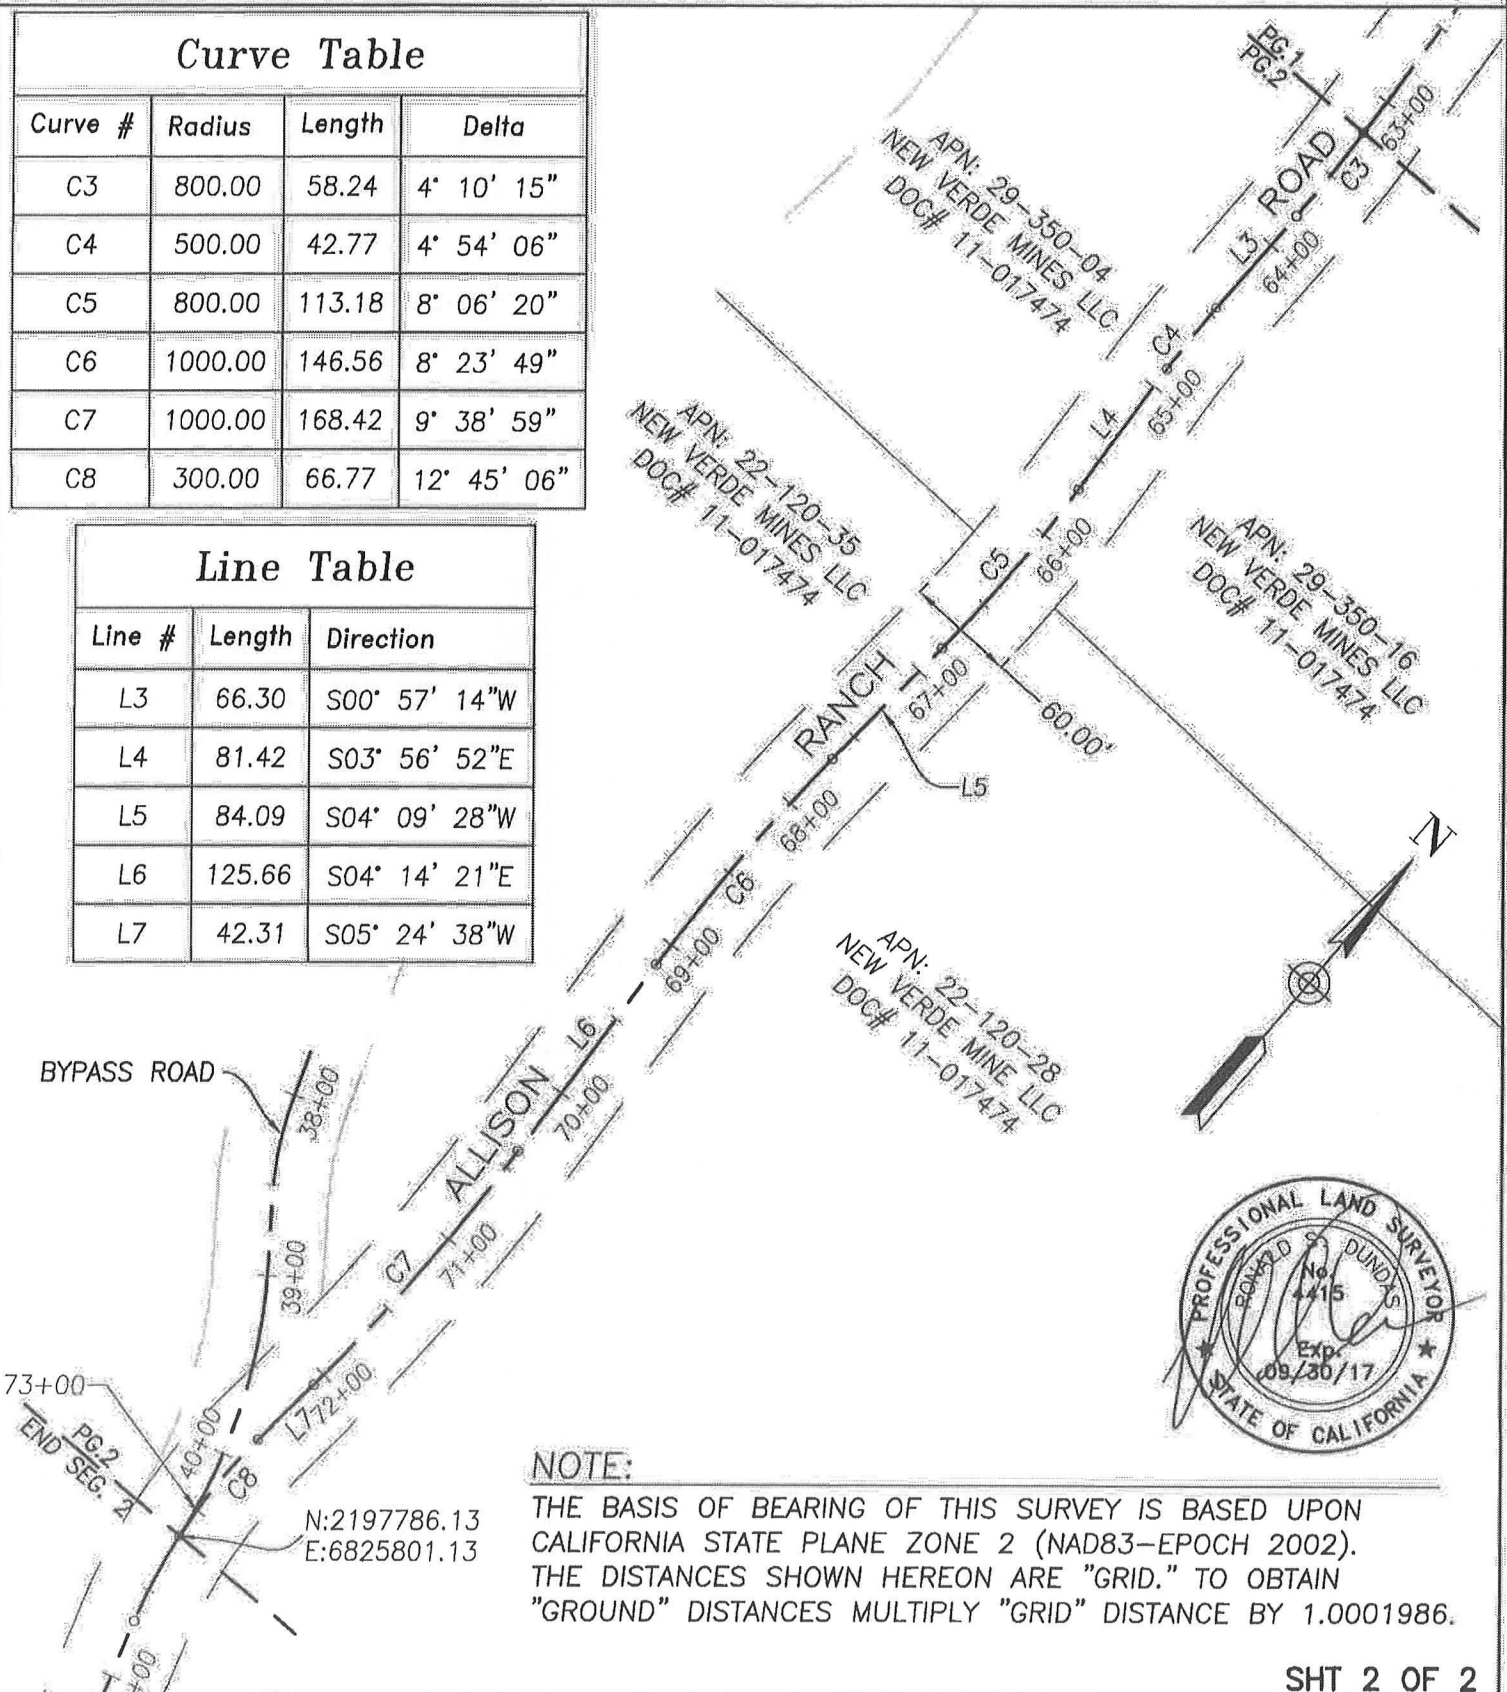 Curve Table
Curve # Radius Length Delta
C3 800.00 58.24 4° 10' 15"
C4 500.00 42.77 4° 54' 06"
C5 800.00 113.18 8° 06' 20"
C6 1000.00 146.56 8° 23' 49"
C7 1000.00 168.42 9° 38' 59"
C8 300.00 66.77 12° 45' 06"
Line Table
Line # Length Direction
L3 66.30 S00° 57' 14"W
L4 81.42 S03° 56' 52"E
L5 84.09 S04° 09' 28"W
L6 125.66 S04° 14' 21"E
L7 42.31 S05° 24' 38"W
PG.1
PG.2
63+00
C3
ROAD
L3
64+00
APN: 29-350-04
NEW VERDE MINES LLC
DOC# 11-017474
C4
65+00
L4
APN: 22-120-35
NEW VERDE MINES LLC
DOC# 11-017474
66+00
C5
APN: 29-350-16
NEW VERDE MINES LLC
DOC# 11-017474
67+00
60.00'
RANCH
L5
68+00
C6
69+00
N
APN: 22-120-28
NEW VERDE MINE LLC
DOC# 11-017474
L6
70+00
ALLISON
BYPASS ROAD
38+00
71+00
C7
39+00
72+00
L7
73+00
40+00
C8
PG.2
END SEG. 2
N:2197786.13
E:6825801.13
+00
PROFESSIONAL LAND SURVEYOR
RONALD S. DUNDAS
No.
4415
Exp.
09/30/17
STATE OF CALIFORNIA
NOTE:
THE BASIS OF BEARING OF THIS SURVEY IS BASED UPON
CALIFORNIA STATE PLANE ZONE 2 (NAD83-EPOCH 2002).
THE DISTANCES SHOWN HEREON ARE "GRID." TO OBTAIN
"GROUND" DISTANCES MULTIPLY "GRID" DISTANCE BY 1.0001986.
SHT 2 OF 2